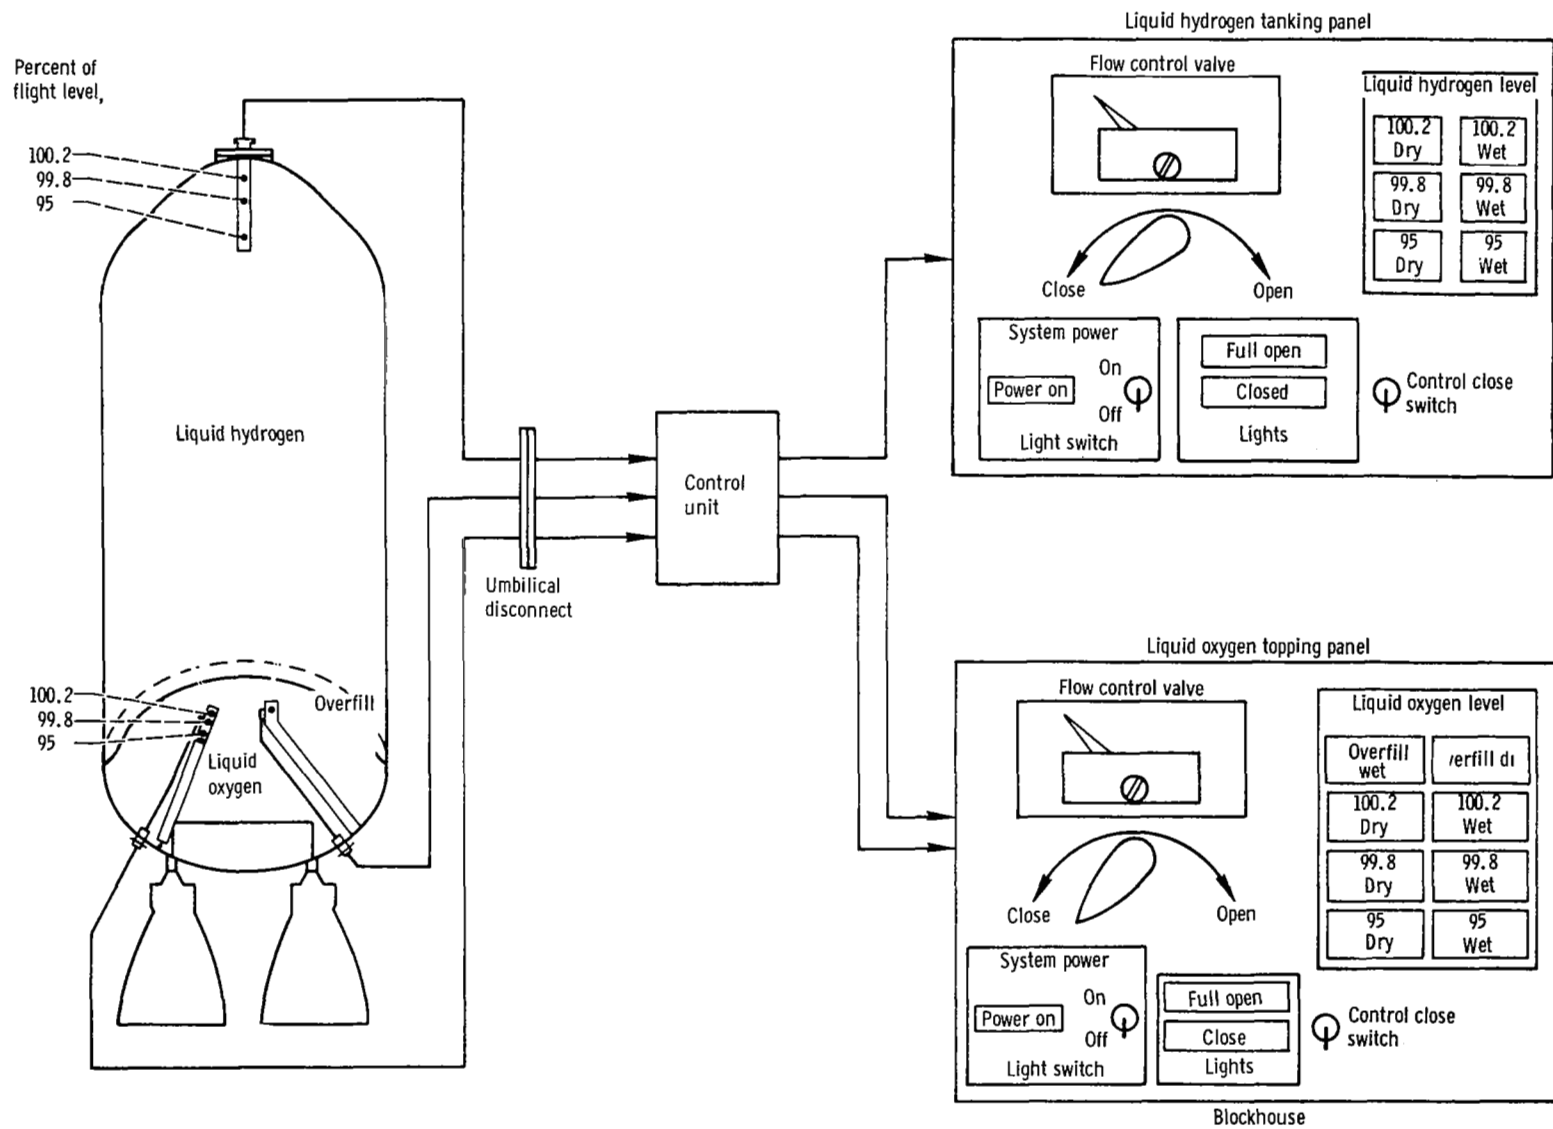 Percent of
flight level,
100.2
99.8
95
Liquid hydrogen
100.2
99.8
95
Overfill
Liquid
oxygen
Umbilical
disconnect
Control
unit
Liquid hydrogen tanking panel
Flow control valve
Liquid hydrogen level
100.2
Dry
100.2
Wet
99.8
Dry
99.8
Wet
95
Dry
95
Wet
Close
Open
System power
On
Power on
Off
Light switch
Full open
Closed
Lights
Control close
switch
Liquid oxygen topping panel
Flow control valve
Liquid oxygen level
Overfill
wet
100.2
Dry
100.2
Wet
99.8
Dry
99.8
Wet
95
Dry
95
Wet
Close
Open
System power
On
Power on
Off
Light switch
Full open
Close
Lights
Control close
switch
Blockhouse